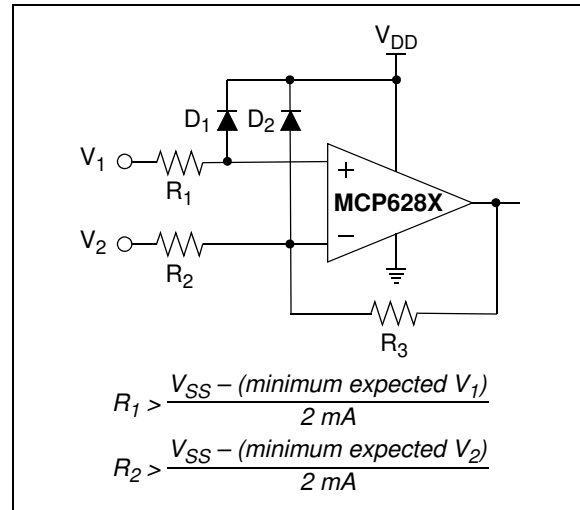 V_DD
D_1 D_2
V_1
R_1
+
MCP628X
V_2
R_2
–
R_3
R_1 > V_SS – (minimum expected V_1) / 2 mA
R_2 > V_SS – (minimum expected V_2) / 2 mA